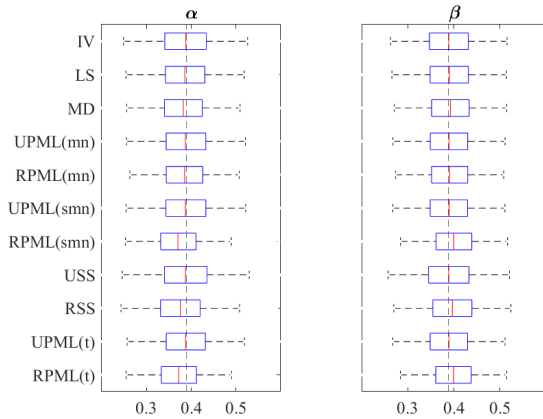 α β
IV
LS
MD
UPML(mn)
RPML(mn)
UPML(smn)
RPML(smn)
USS
RSS
UPML(t)
RPML(t)
0.3 0.4 0.5 0.3 0.4 0.5